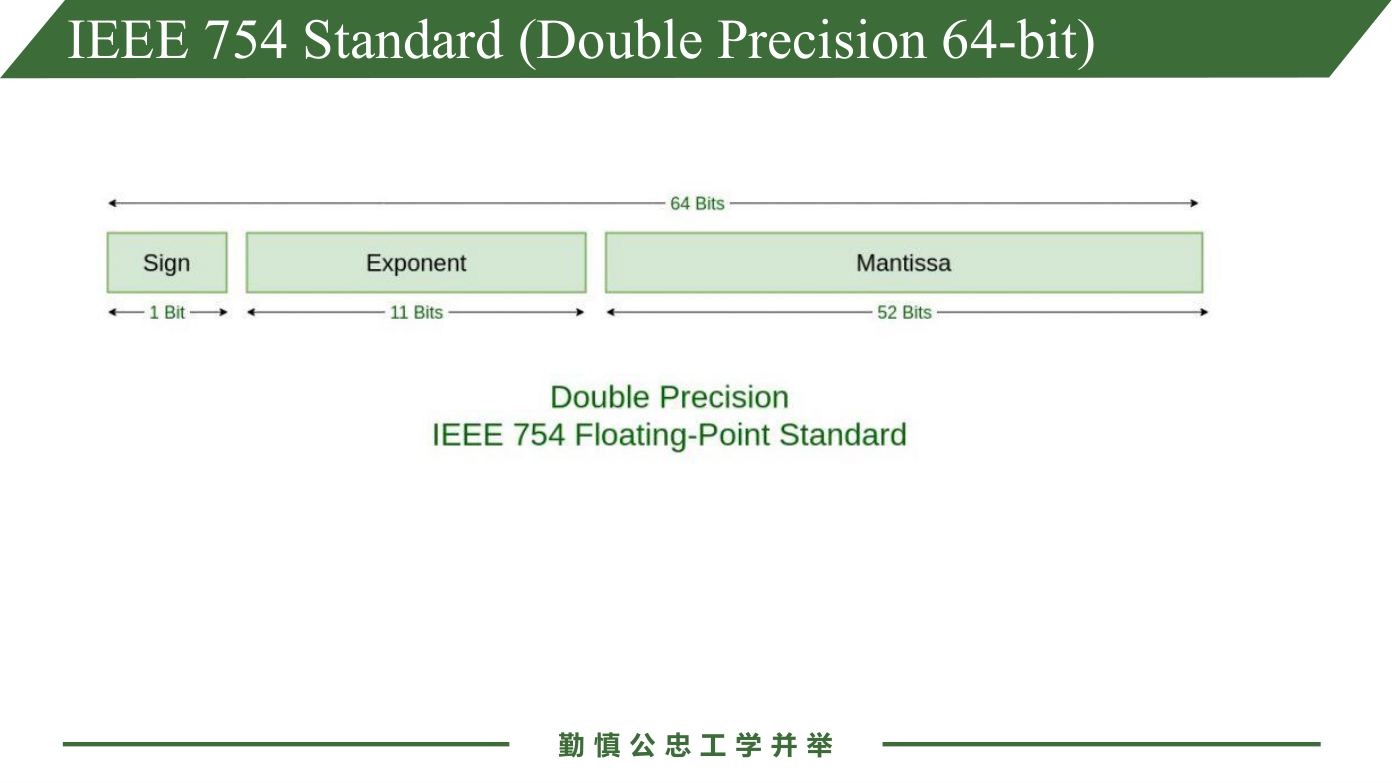 IEEE 754 Standard (Double Precision 64-bit)
64 Bits
Sign Exponent Mantissa
1 Bit 11 Bits 52 Bits
Double Precision
IEEE 754 Floating-Point Standard
勤慎公忠工学并举